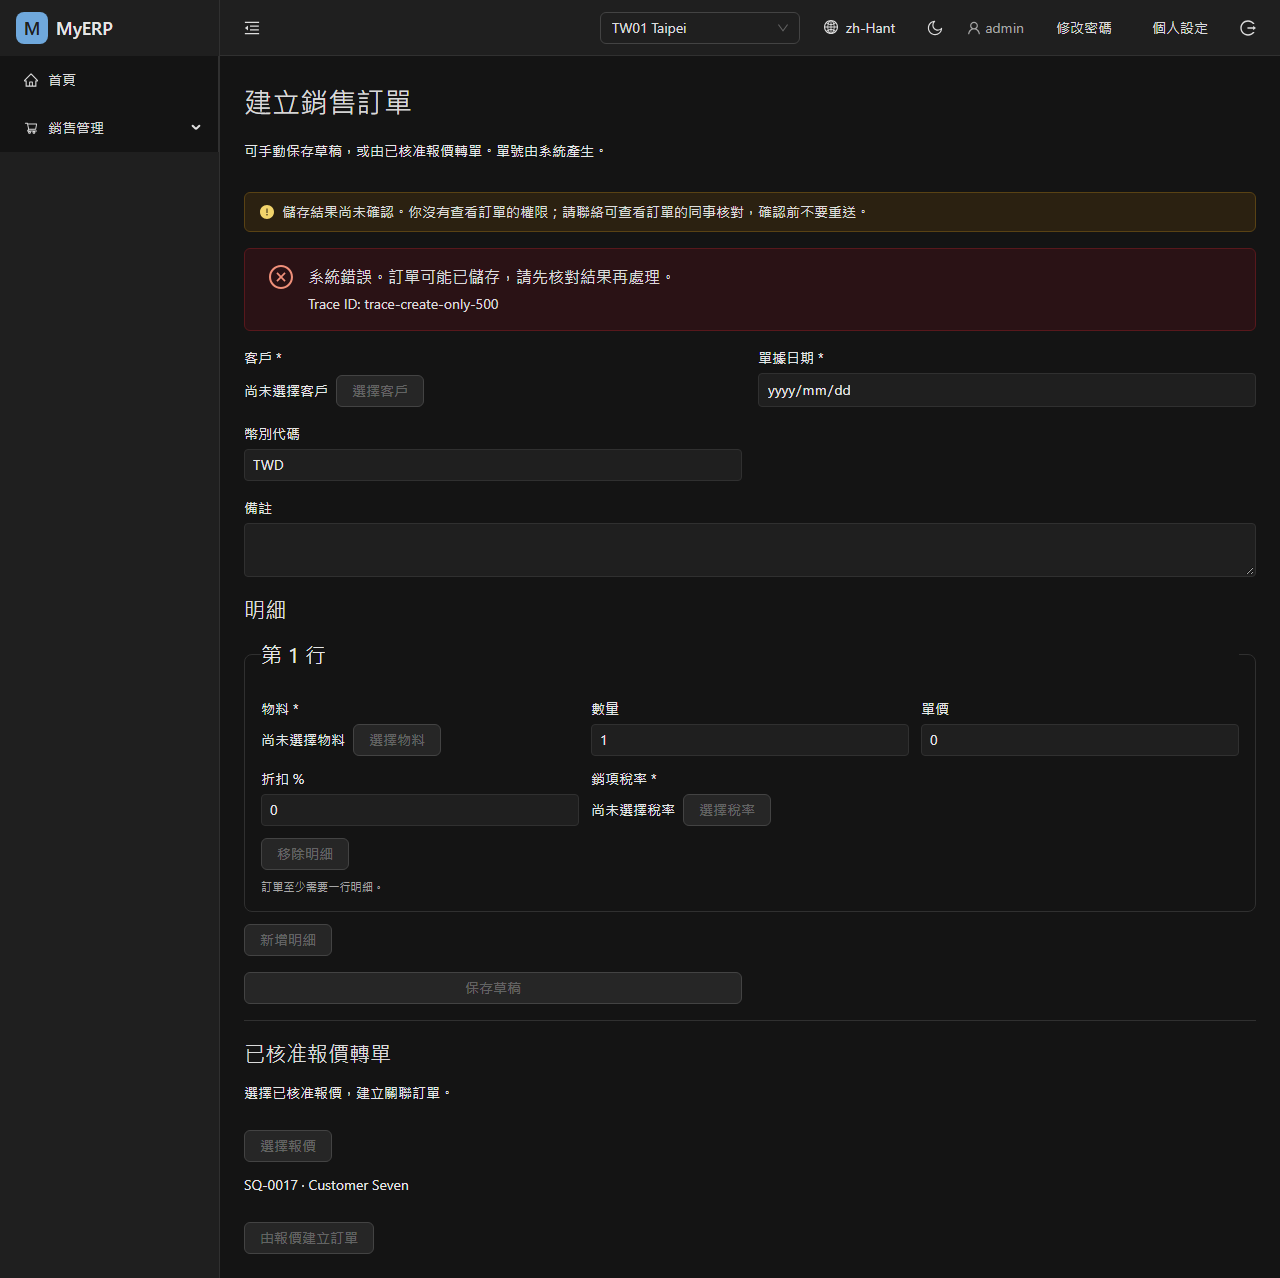 M MyERP
TW01 Taipei
zh-Hant
admin
修改密碼
個人設定
首頁
銷售管理
建立銷售訂單
可手動保存草稿，或由已核准報價轉單。單號由系統產生。
儲存結果尚未確認。你沒有查看訂單的權限；請聯絡可查看訂單的同事核對，確認前不要重送。
系統錯誤。訂單可能已儲存，請先核對結果再處理。
Trace ID: trace-create-only-500
客戶 *
單據日期 *
尚未選擇客戶 選擇客戶
yyyy/mm/dd
幣別代碼
TWD
備註
明細
第 1 行
物料 *
數量
單價
尚未選擇物料 選擇物料
1
0
折扣 %
銷項稅率 *
0
尚未選擇稅率 選擇稅率
移除明細
訂單至少需要一行明細。
新增明細
保存草稿
已核准報價轉單
選擇已核准報價，建立關聯訂單。
選擇報價
SQ-0017 · Customer Seven
由報價建立訂單